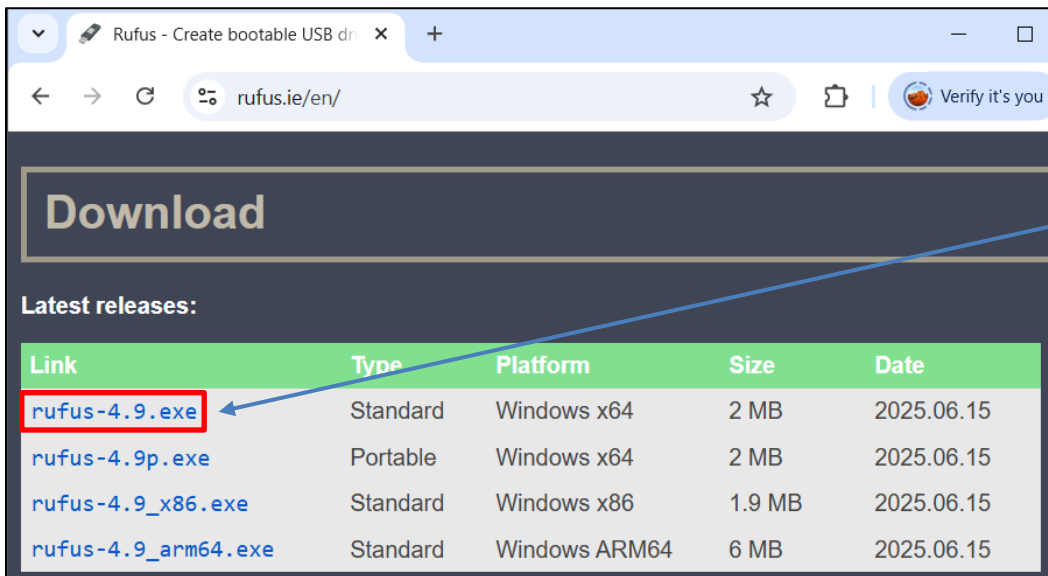 Rufus - Create bootable USB dri
rufus.ie/en/
Verify it's you
Download
Latest releases:
Link Type Platform Size Date
rufus-4.9.exe Standard Windows x64 2 MB 2025.06.15
rufus-4.9p.exe Portable Windows x64 2 MB 2025.06.15
rufus-4.9_x86.exe Standard Windows x86 1.9 MB 2025.06.15
rufus-4.9_arm64.exe Standard Windows ARM64 6 MB 2025.06.15